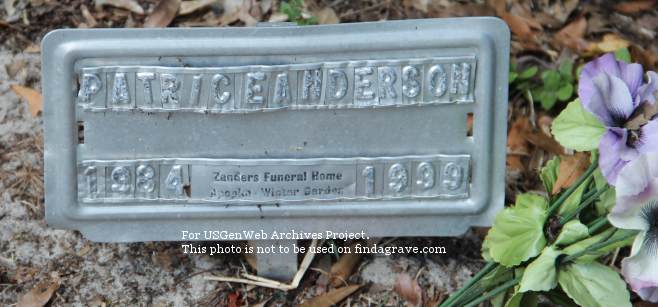 PATRICE ANDERSON
1984 Zanders Funeral Home 1999
Apopka - Winter Garden
For USGenWeb Archives Project.
This photo is not to be used on findagrave.com